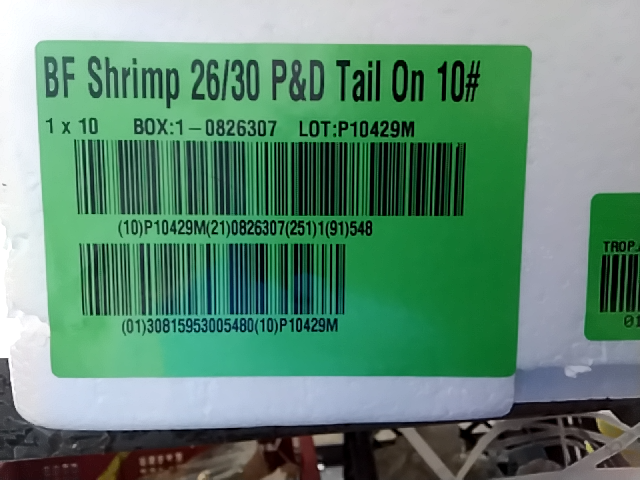 BF Shrimp 26/30 P&D Tail On 10#
1 x 10 BOX:1-0826307 LOT:P10429M
(10)P10429M(21)0826307(251)1(91)548
(01)30815953005480(10)P10429M